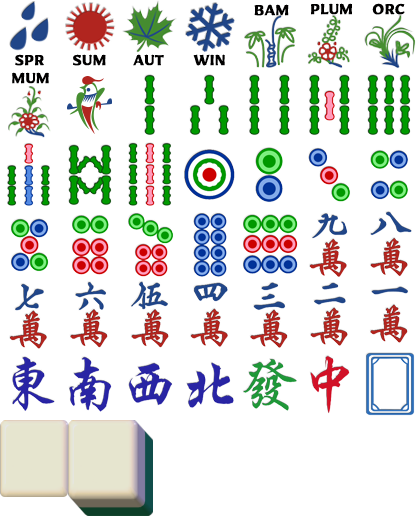 BAM PLUM ORC
SPR SUM AUT WIN
MUM
九 八
萬 萬
七 六 伍 四 三 二 一
萬 萬 萬 萬 萬 萬 萬
東 南 西 北 發 中